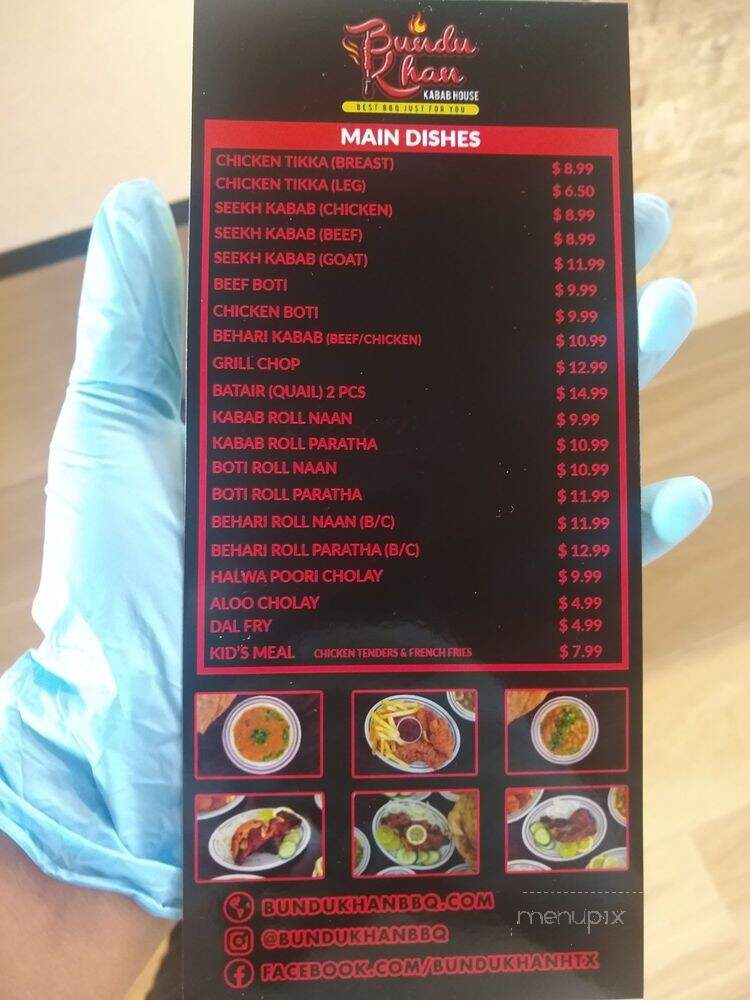 Bundu
Khan
KABAB HOUSE
BEST BBQ JUST FOR YOU
MAIN DISHES
CHICKEN TIKKA (BREAST) $ 8.99
CHICKEN TIKKA (LEG) $ 6.50
SEEKH KABAB (CHICKEN) $ 8.99
SEEKH KABAB (BEEF) $ 8.99
SEEKH KABAB (GOAT) $ 11.99
BEEF BOTI $ 9.99
CHICKEN BOTI $ 9.99
BEHARI KABAB (BEEF/CHICKEN) $ 10.99
GRILL CHOP $ 12.99
BATAIR (QUAIL) 2 PCS $ 14.99
KABAB ROLL NAAN $ 9.99
KABAB ROLL PARATHA $ 10.99
BOTI ROLL NAAN $ 10.99
BOTI ROLL PARATHA $ 11.99
BEHARI ROLL NAAN (B/C) $ 11.99
BEHARI ROLL PARATHA (B/C) $ 12.99
HALWA POORI CHOLAY $ 9.99
ALOO CHOLAY $ 4.99
DAL FRY $ 4.99
KID'S MEAL CHICKEN TENDERS & FRENCH FRIES $ 7.99
BUNDUKHANBBQ.COM
menupix
@BUNDUKHANBBQ
FACEBOOK.COM/BUNDUKHANHTX